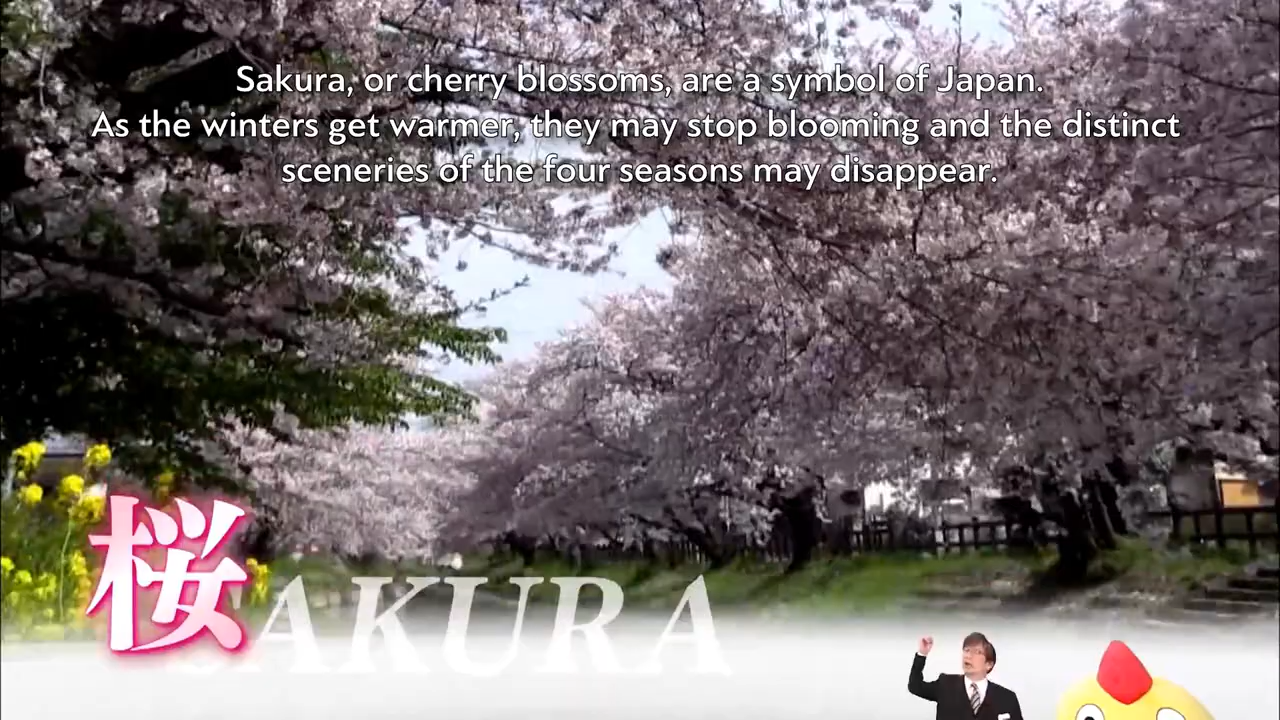 Sakura, or cherry blossoms, are a symbol of Japan.
As the winters get warmer, they may stop blooming and the distinct
sceneries of the four seasons may disappear.
桜
SAKURA